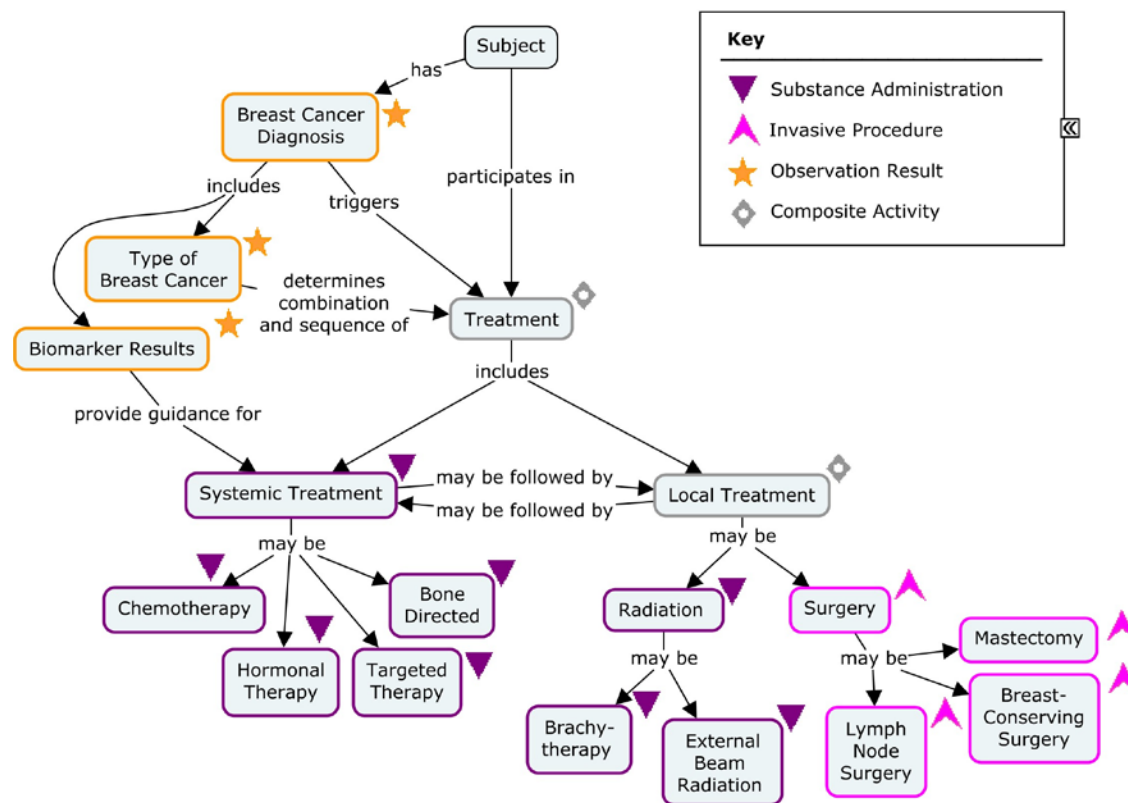 Subject
has
Breast Cancer
Diagnosis
includes
triggers
participates in
Type of
Breast Cancer
determines
combination
and sequence of
Treatment
Biomarker Results
includes
provide guidance for
Systemic Treatment
may be followed by
may be followed by
Local Treatment
may be
Chemotherapy
Bone
Directed
Hormonal
Therapy
Targeted
Therapy
may be
Radiation
Surgery
may be
Brachy-
therapy
External
Beam
Radiation
may be
Mastectomy
Breast-
Conserving
Surgery
Lymph
Node
Surgery
Key
Substance Administration
Invasive Procedure
Observation Result
Composite Activity